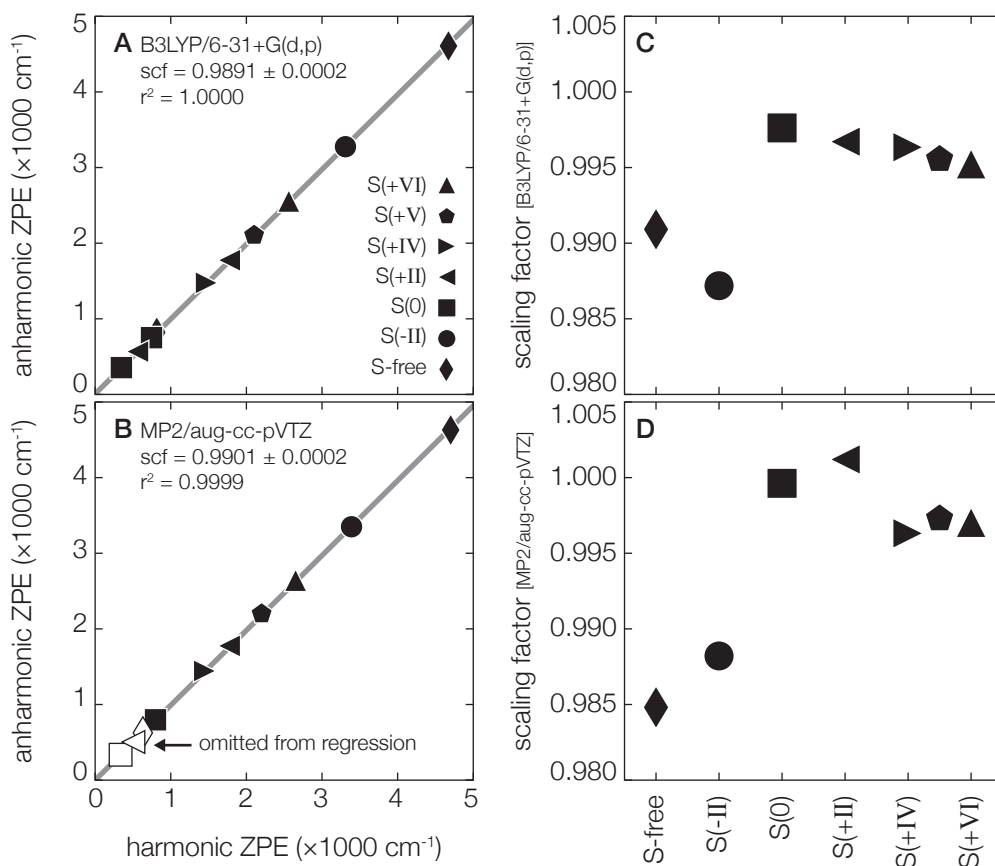 A B3LYP/6-31+G(d,p)
scf = 0.9891 ± 0.0002
r² = 1.0000
S(+VI)
S(+V)
S(+IV)
S(+II)
S(0)
S(-II)
S-free
5
4
3
2
1
0
anharmonic ZPE (×1000 cm⁻¹)
C
1.005
1.000
0.995
0.990
0.985
0.980
scaling factor [B3LYP/6-31+G(d,p)]
B MP2/aug-cc-pVTZ
scf = 0.9901 ± 0.0002
r² = 0.9999
omitted from regression
5
4
3
2
1
0
anharmonic ZPE (×1000 cm⁻¹)
0 1 2 3 4 5
harmonic ZPE (×1000 cm⁻¹)
D
1.005
1.000
0.995
0.990
0.985
0.980
scaling factor [MP2/aug-cc-pVTZ]
S-free
S(-II)
S(0)
S(+II)
S(+IV)
S(+VI)